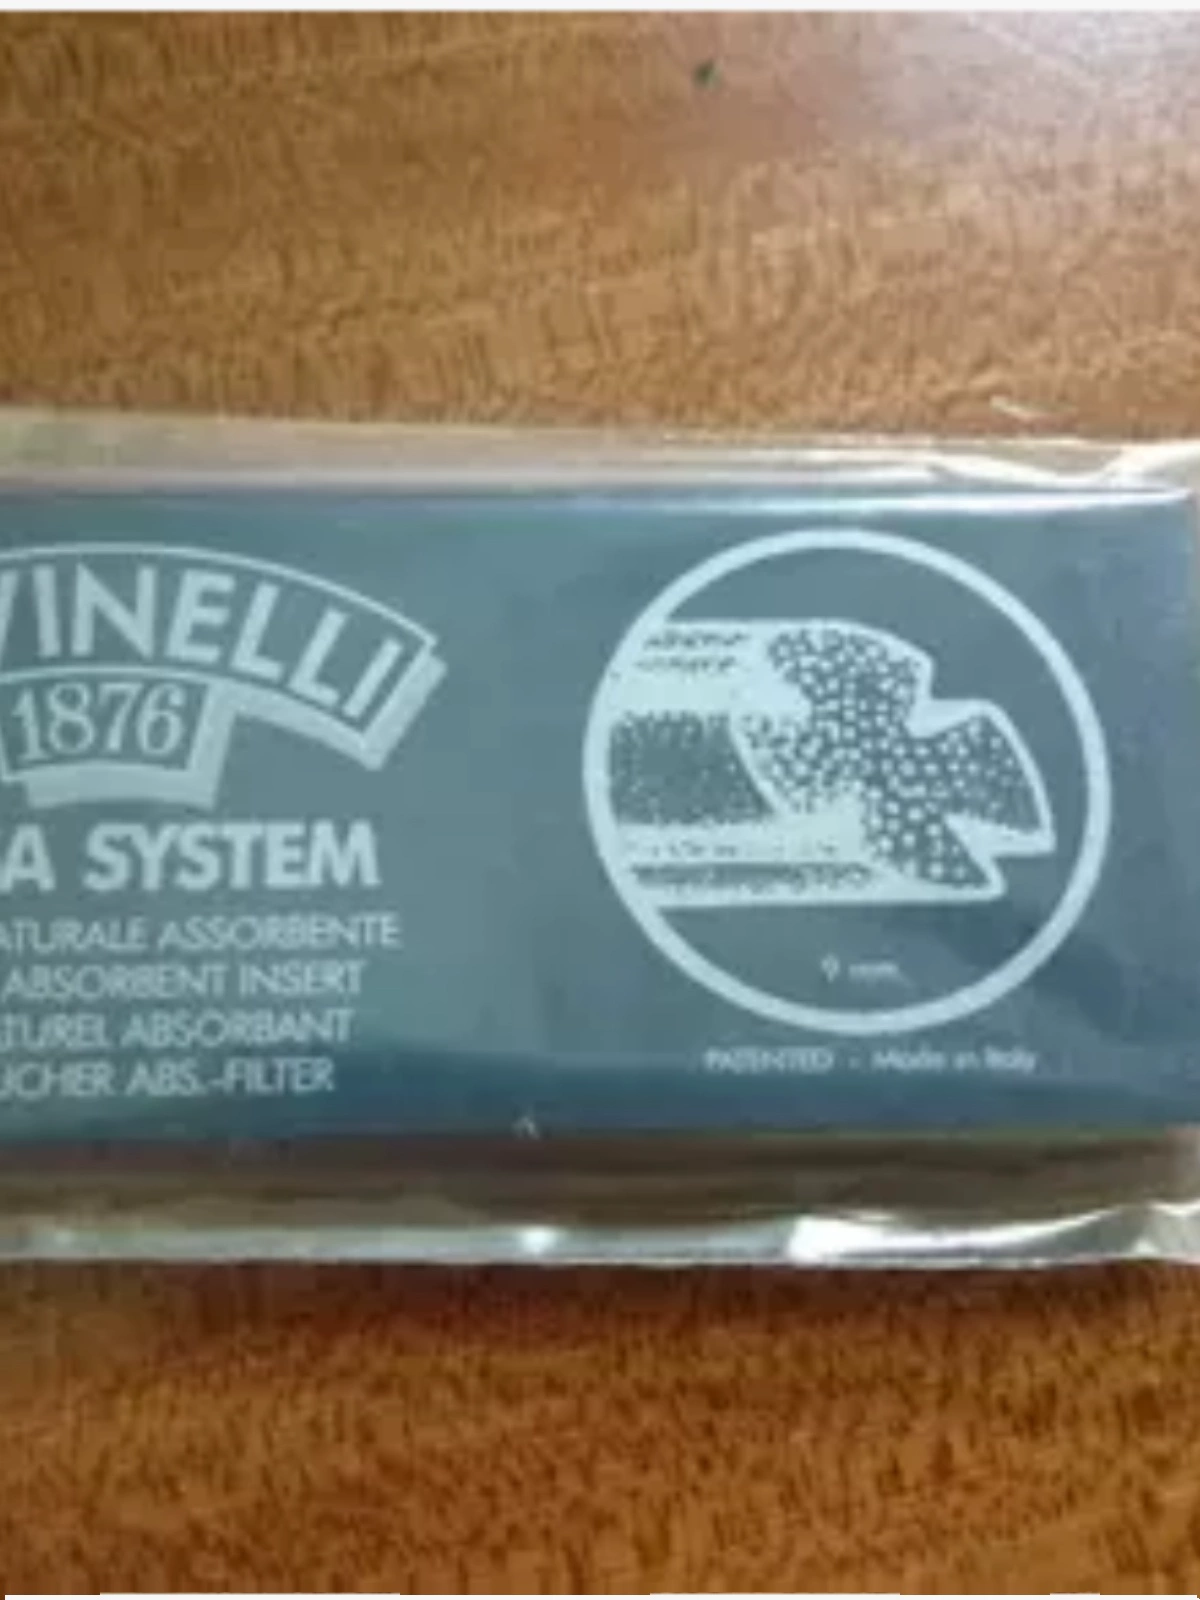 VINELLI
1876
A SYSTEM
ATURALE ASSORBENTE
ABSORBENT INSERT
TUREL ABSORBANT
UCHER ABS.-FILTER
9 mm.
PATENTED - Made in Italy